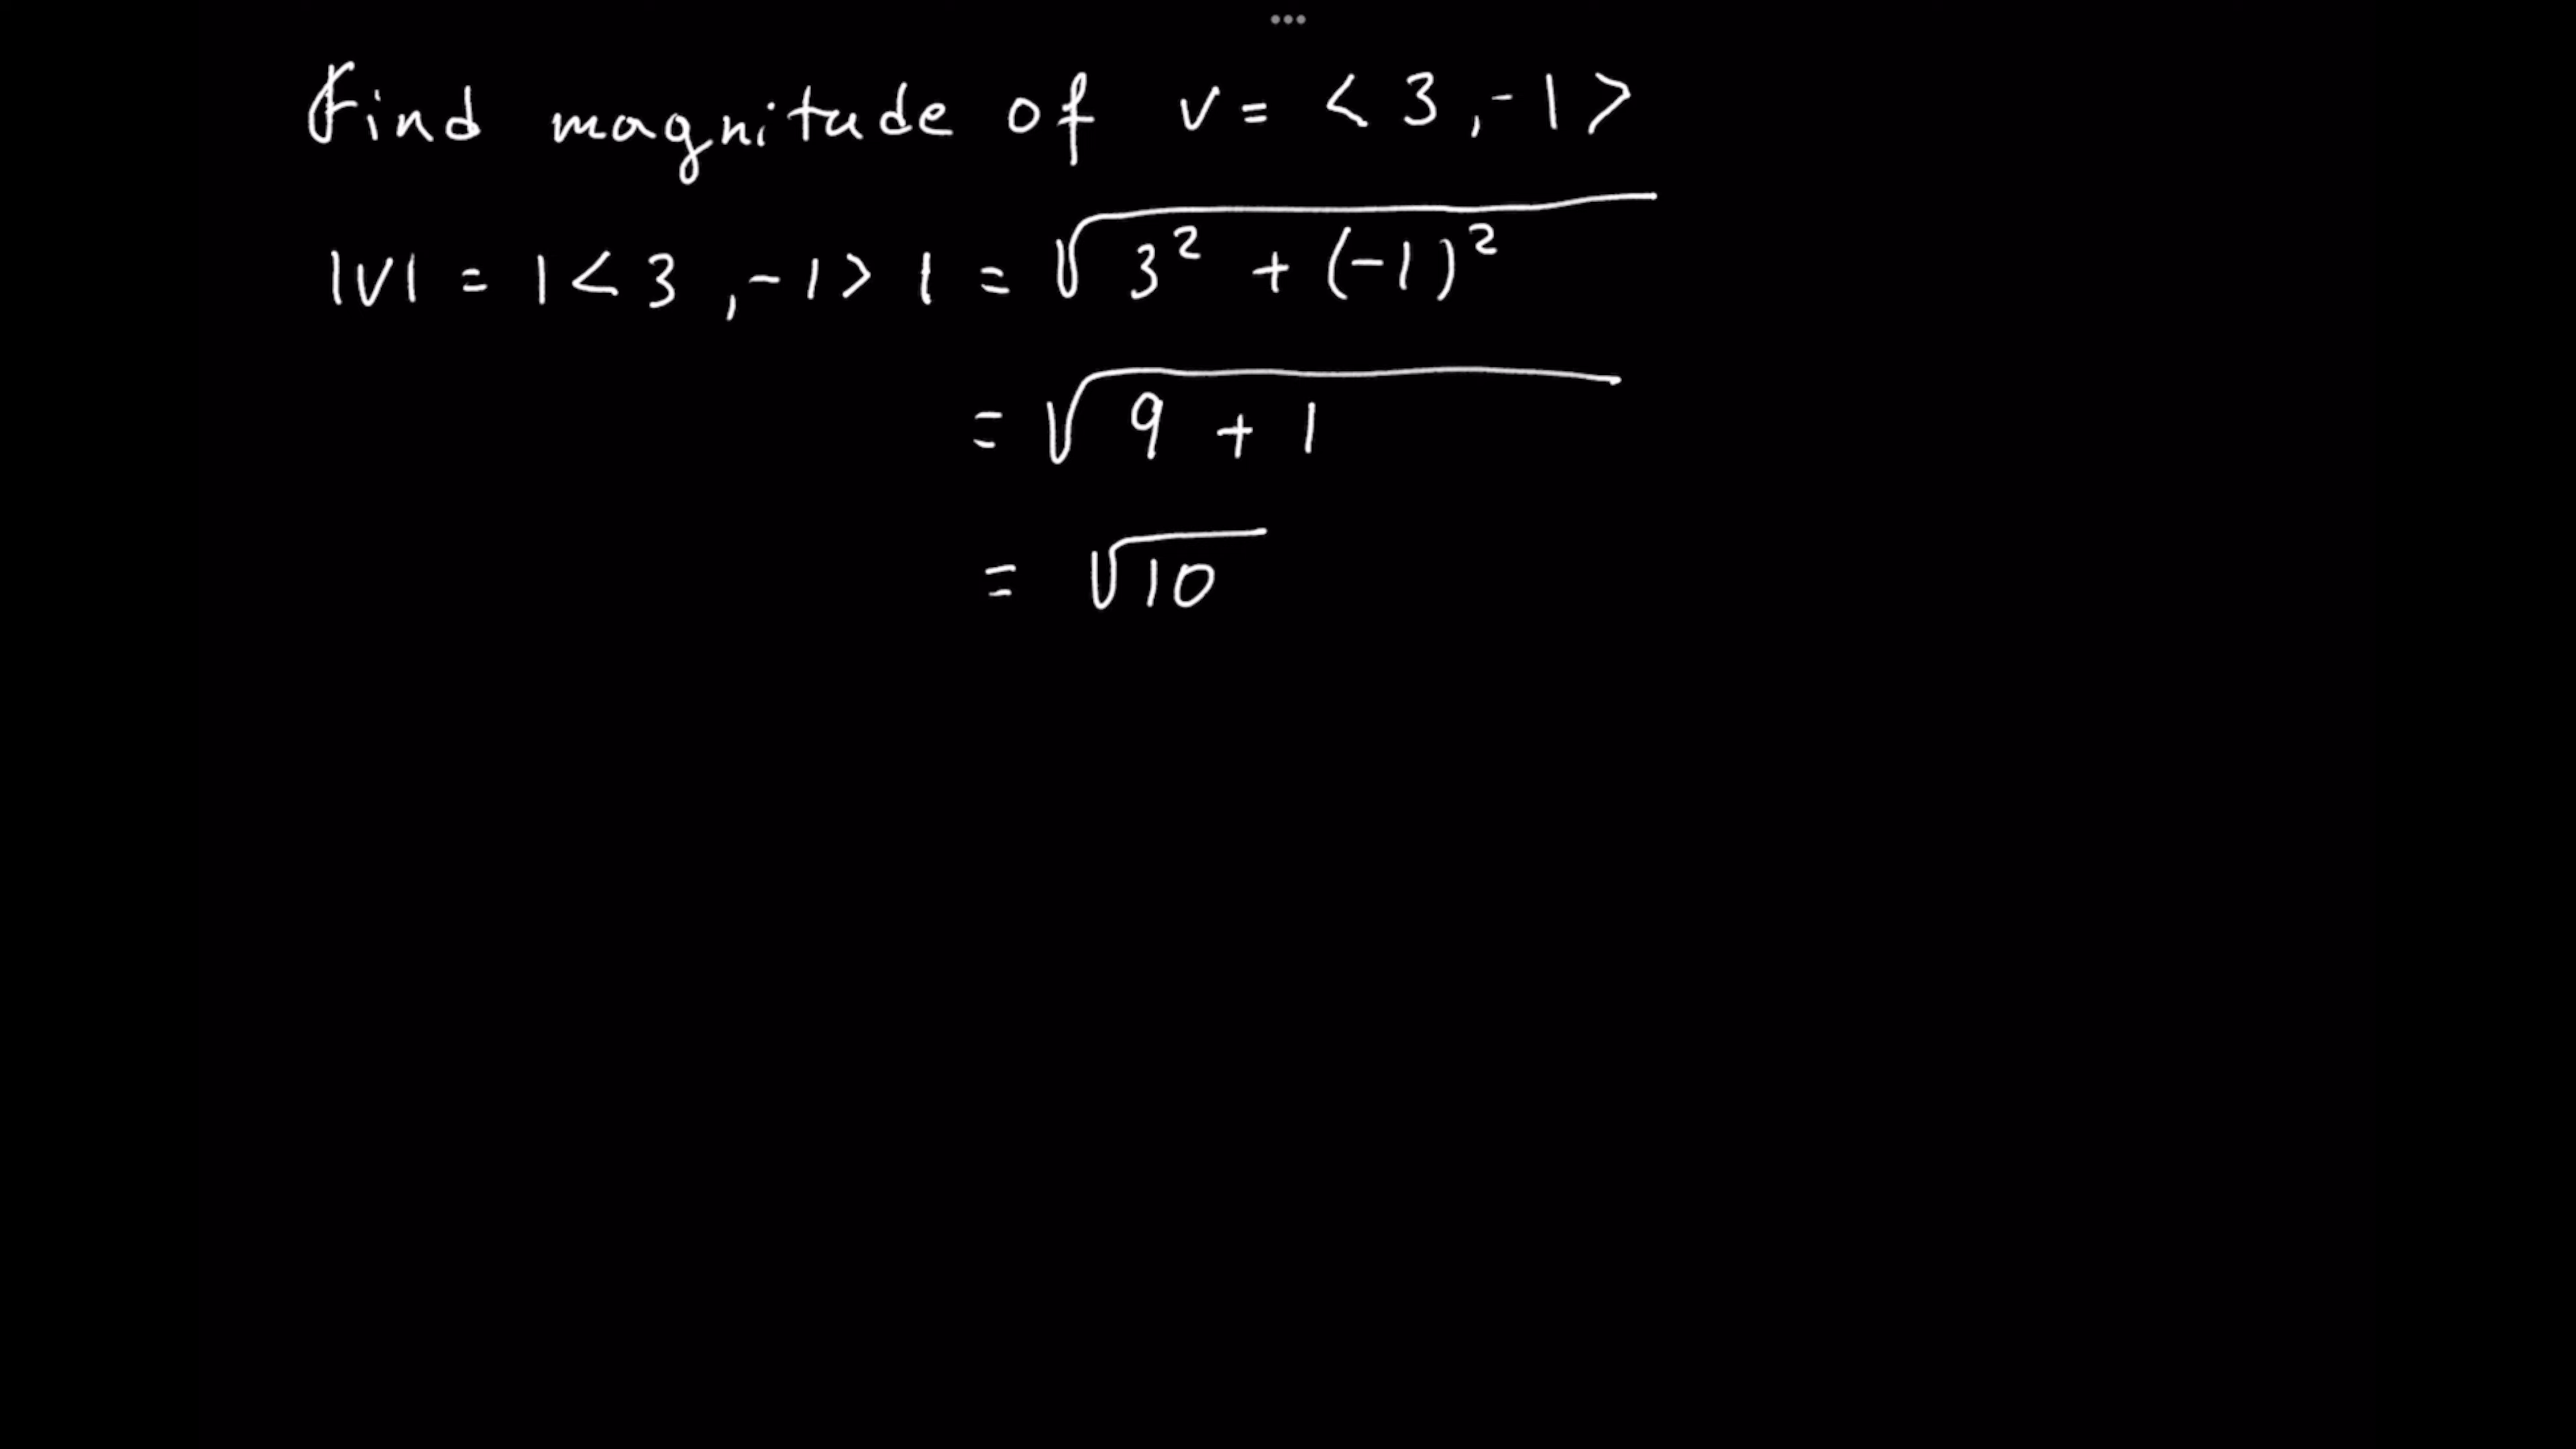 Find magnitude of v = < 3 , -1 >
|v| = |< 3 , -1 >| = √(3² + (-1)²)
= √(9 + 1)
= √10